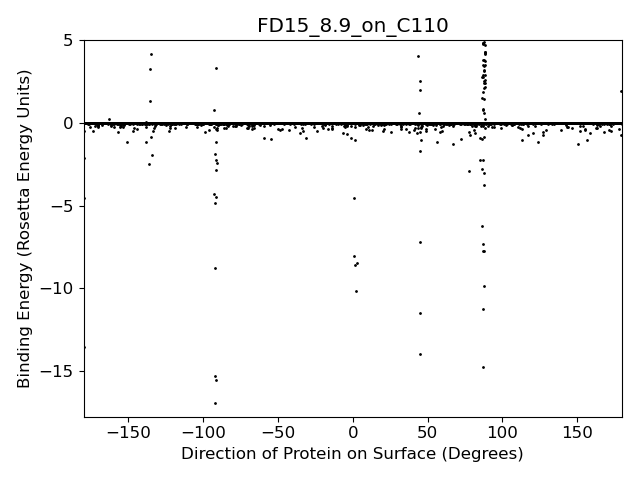 FD15_8.9_on_C110
5
0
−5
−10
−15
Binding Energy (Rosetta Energy Units)
−150 −100 −50 0 50 100 150
Direction of Protein on Surface (Degrees)